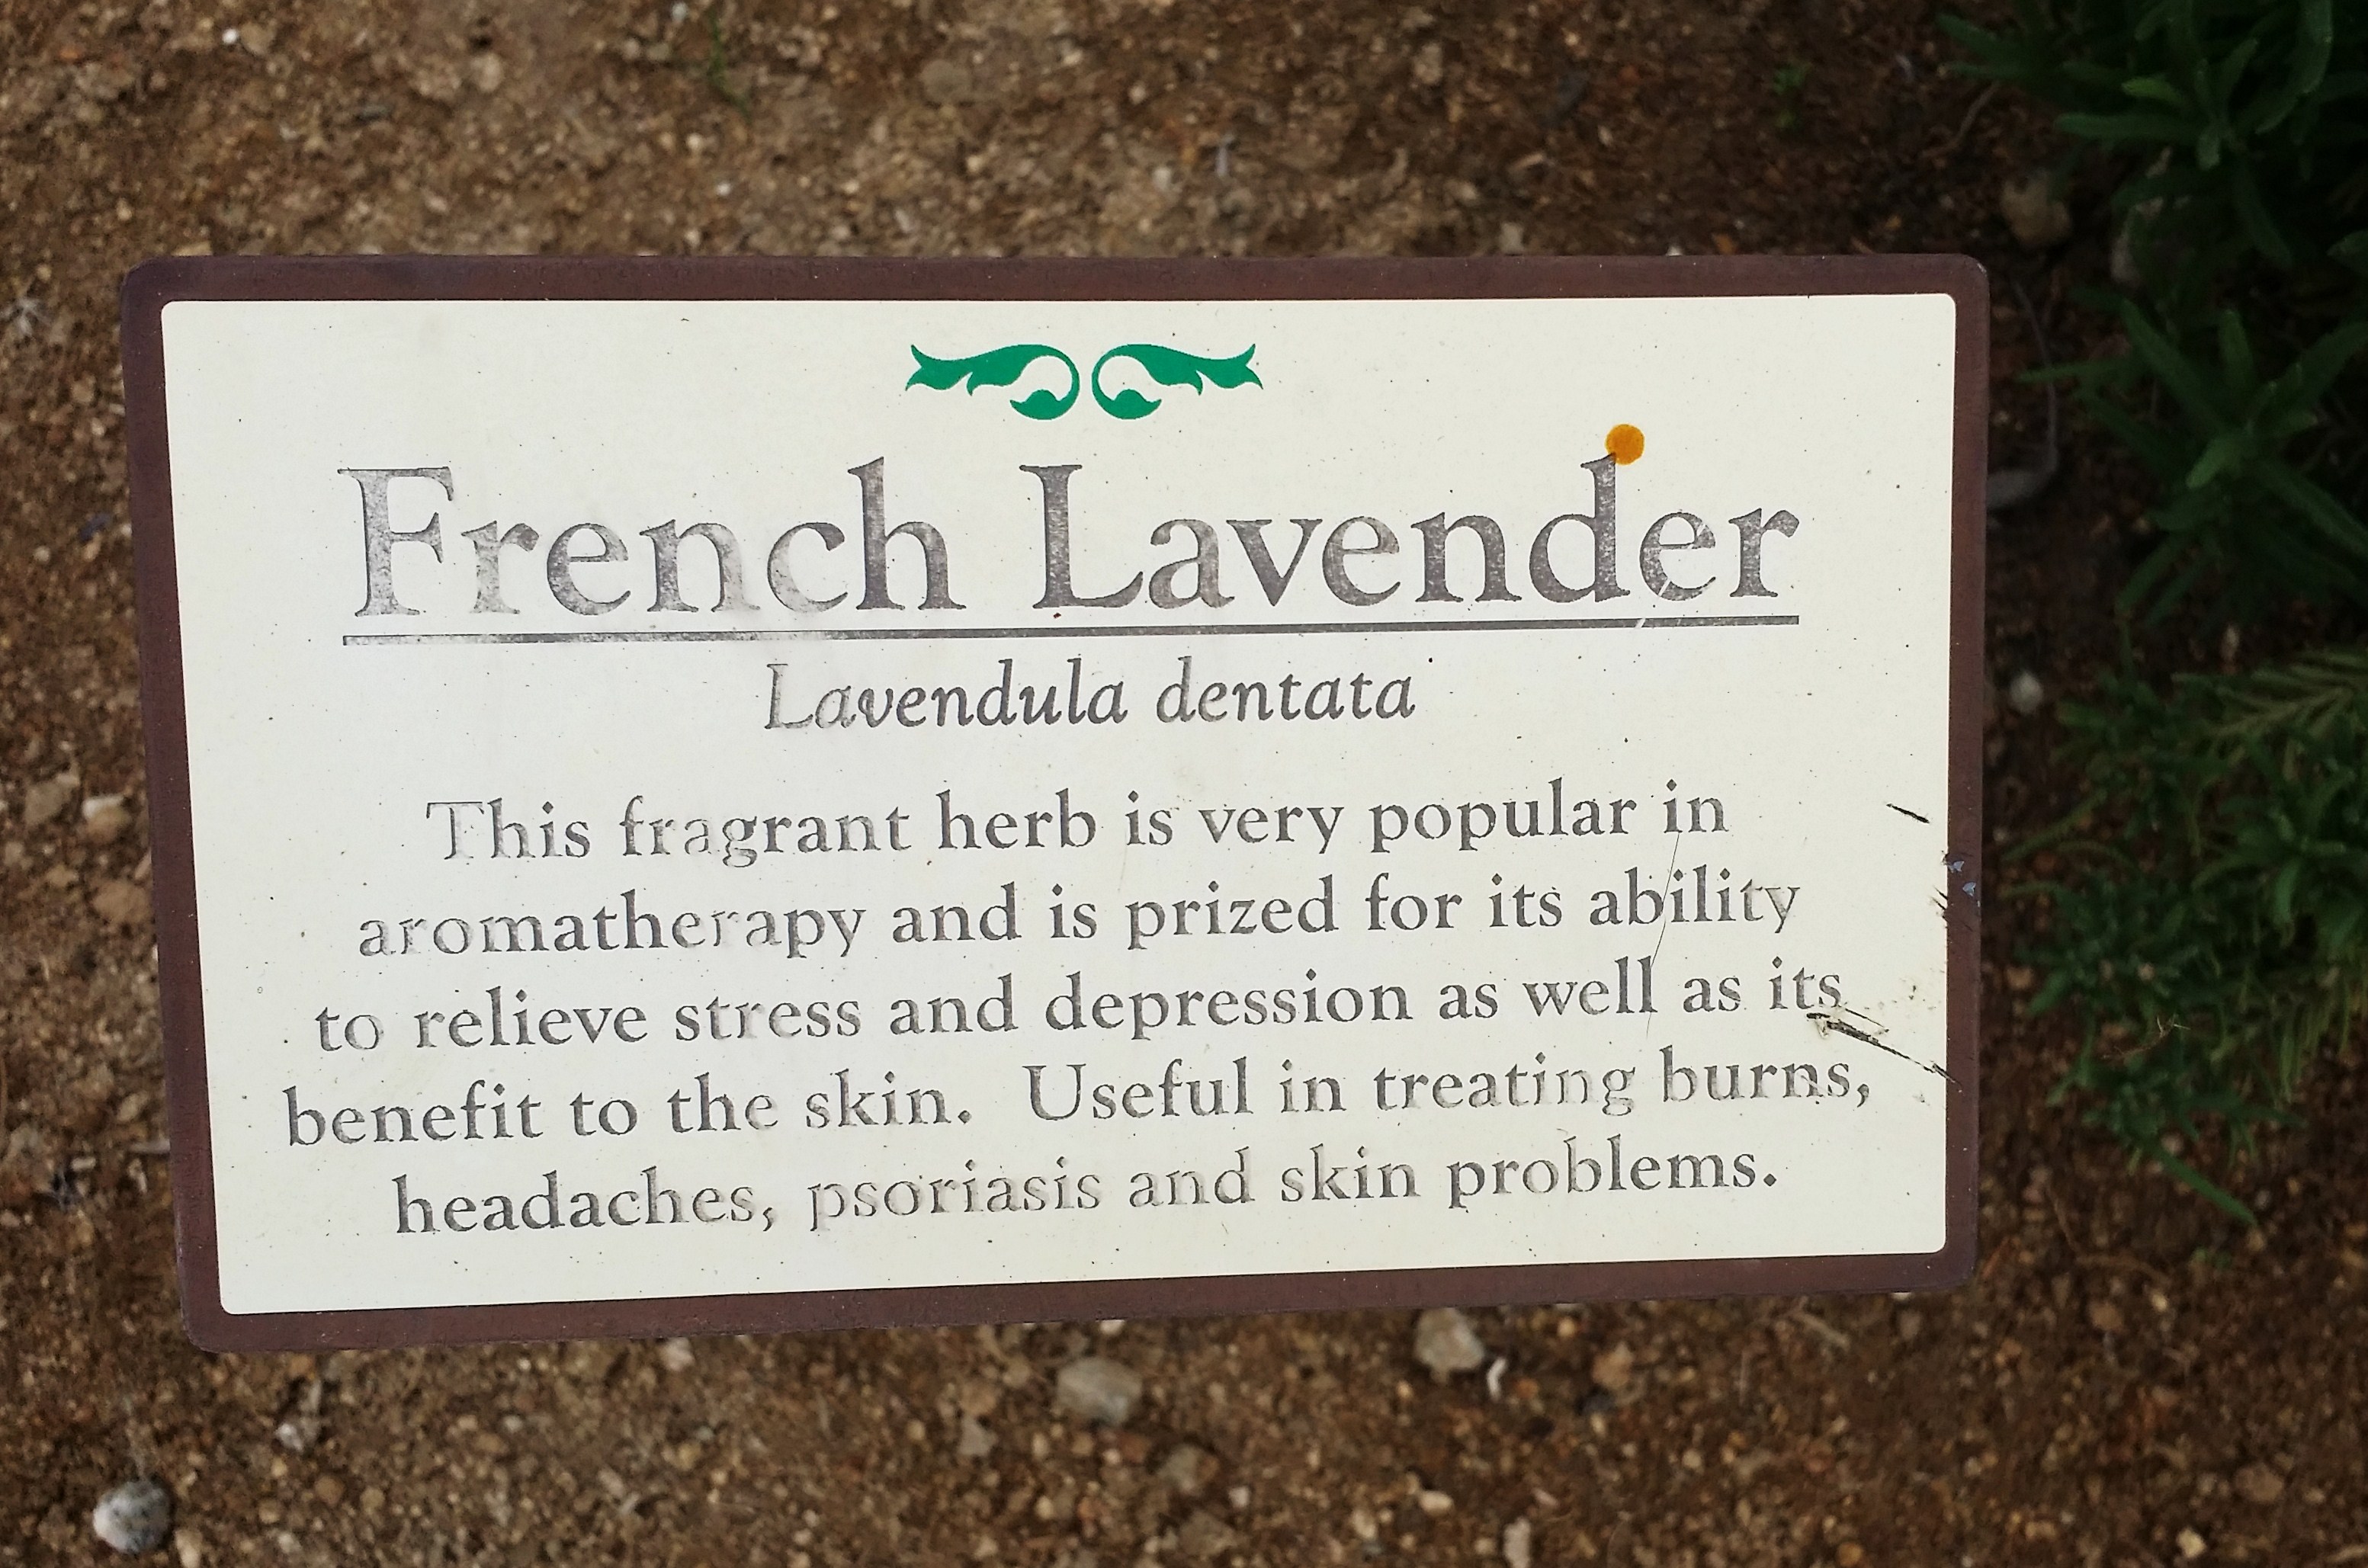 French Lavender
Lavendula dentata
This fragrant herb is very popular in
aromatherapy and is prized for its ability
to relieve stress and depression as well as its
benefit to the skin.  Useful in treating burns,
headaches, psoriasis and skin problems.